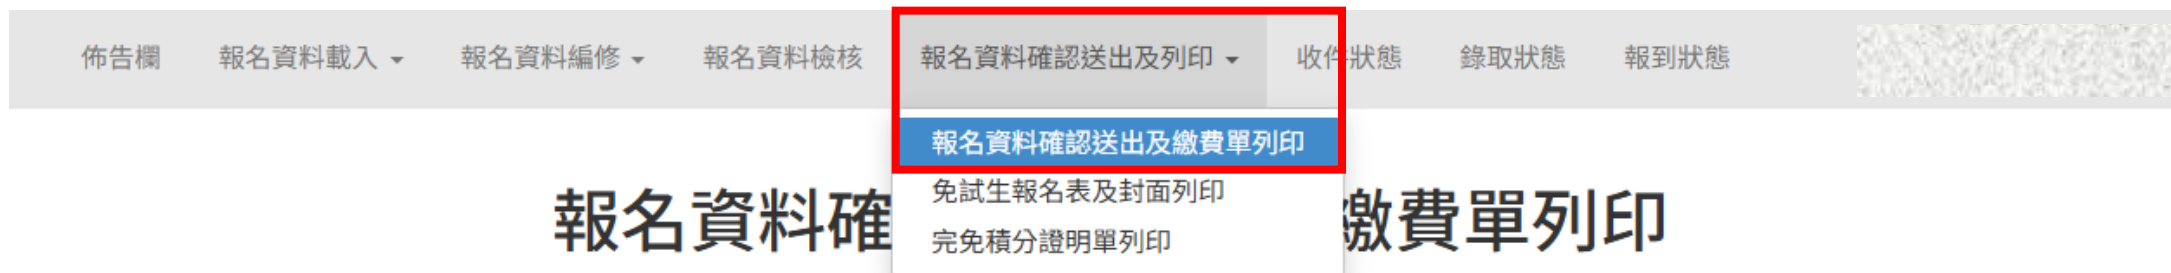 佈告欄 報名資料載入 報名資料編修 報名資料檢核 報名資料確認送出及列印 收件狀態 錄取狀態 報到狀態
報名資料確認送出及繳費單列印
免試生報名表及封面列印
報名資料確 繳費單列印
完免積分證明單列印